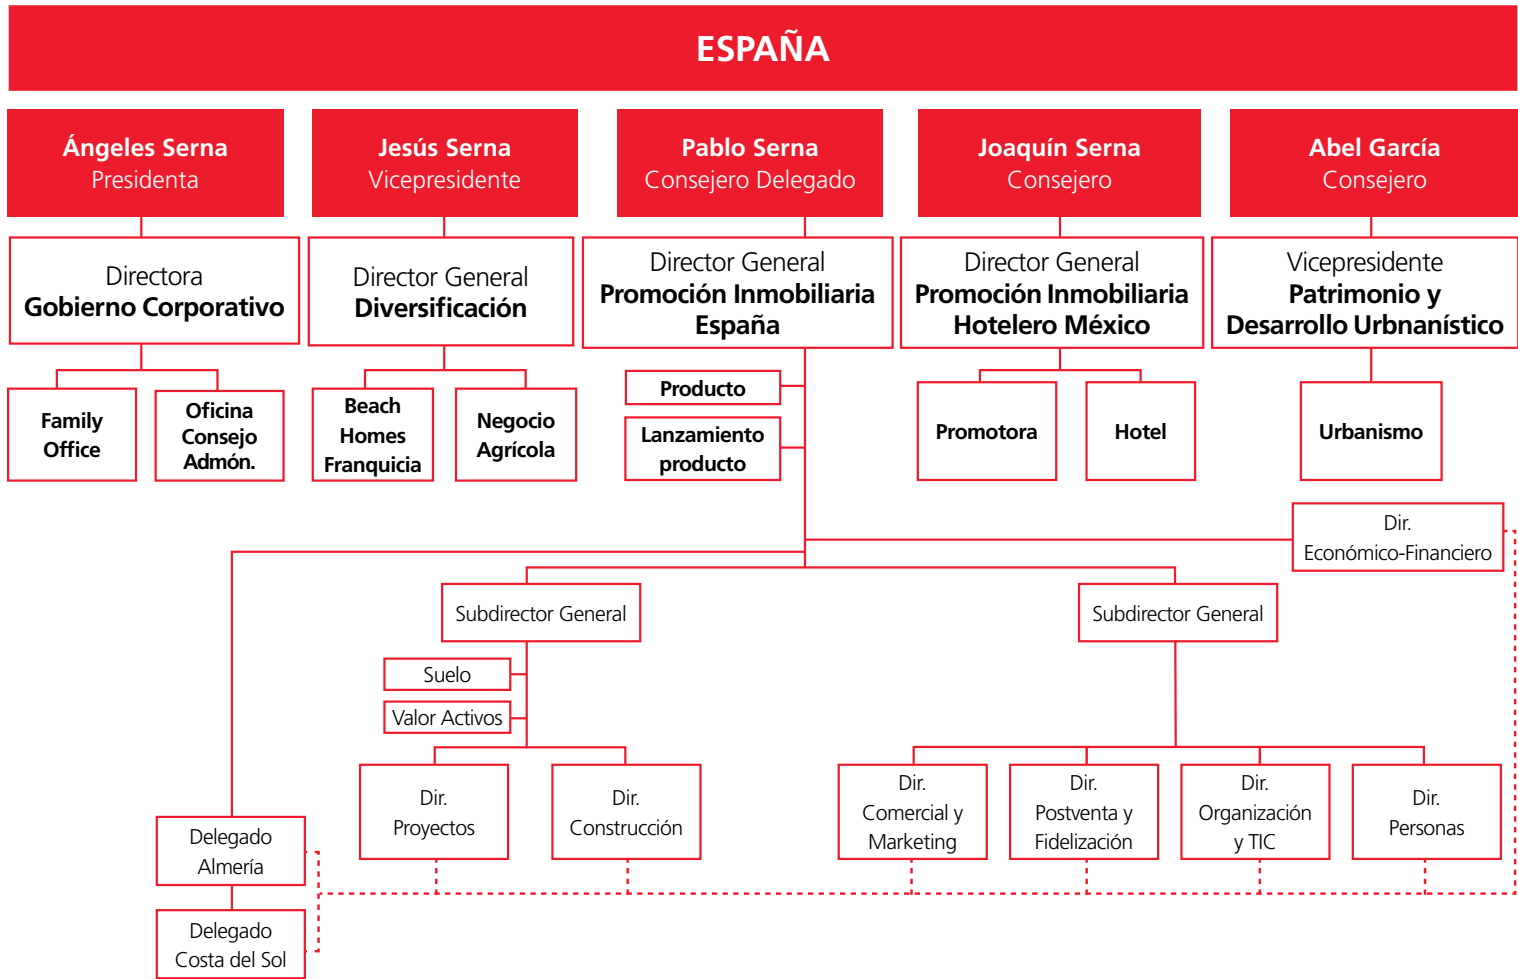 ESPAÑA
Ángeles Serna
Presidenta
Jesús Serna
Vicepresidente
Pablo Serna
Consejero Delegado
Joaquín Serna
Consejero
Abel García
Consejero
Directora
Gobierno Corporativo
Director General
Diversificación
Director General
Promoción Inmobiliaria
España
Director General
Promoción Inmobiliaria
Hotelero México
Vicepresidente
Patrimonio y
Desarrollo Urbnanístico
Family
Office
Oficina
Consejo
Admón.
Beach
Homes
Franquicia
Negocio
Agrícola
Producto
Lanzamiento
producto
Promotora
Hotel
Urbanismo
Dir.
Económico-Financiero
Subdirector General
Subdirector General
Suelo
Valor Activos
Dir.
Proyectos
Dir.
Construcción
Dir.
Comercial y
Marketing
Dir.
Postventa y
Fidelización
Dir.
Organización
y TIC
Dir.
Personas
Delegado
Almería
Delegado
Costa del Sol